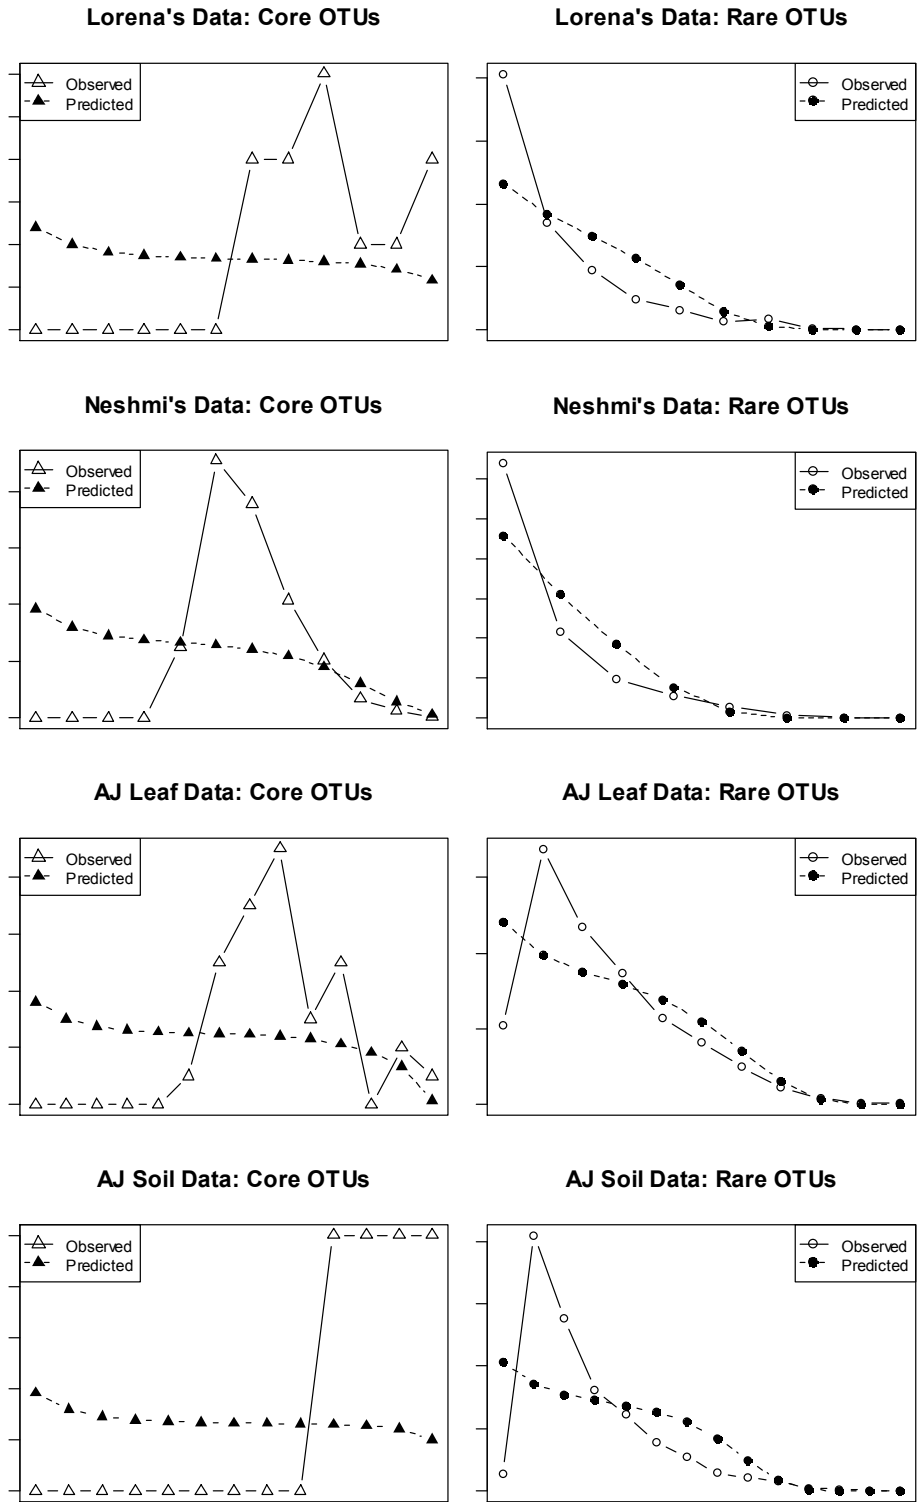 Lorena's Data: Core OTUs
Observed
Predicted
Lorena's Data: Rare OTUs
Observed
Predicted
Neshmi's Data: Core OTUs
Observed
Predicted
Neshmi's Data: Rare OTUs
Observed
Predicted
AJ Leaf Data: Core OTUs
Observed
Predicted
AJ Leaf Data: Rare OTUs
Observed
Predicted
AJ Soil Data: Core OTUs
Observed
Predicted
AJ Soil Data: Rare OTUs
Observed
Predicted